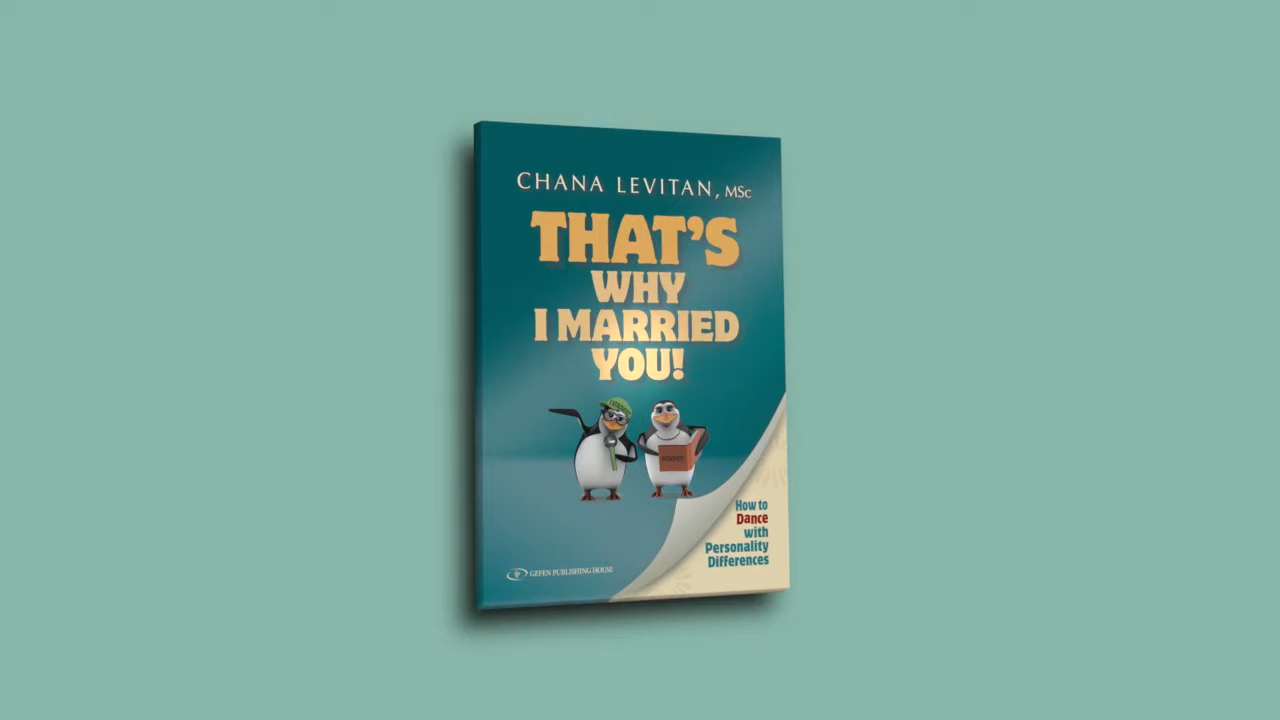 CHANA LEVITAN, MSc
THAT'S
WHY
I MARRIED
YOU!
How to
Dance
with
Personality
Differences
GEFEN PUBLISHING HOUSE